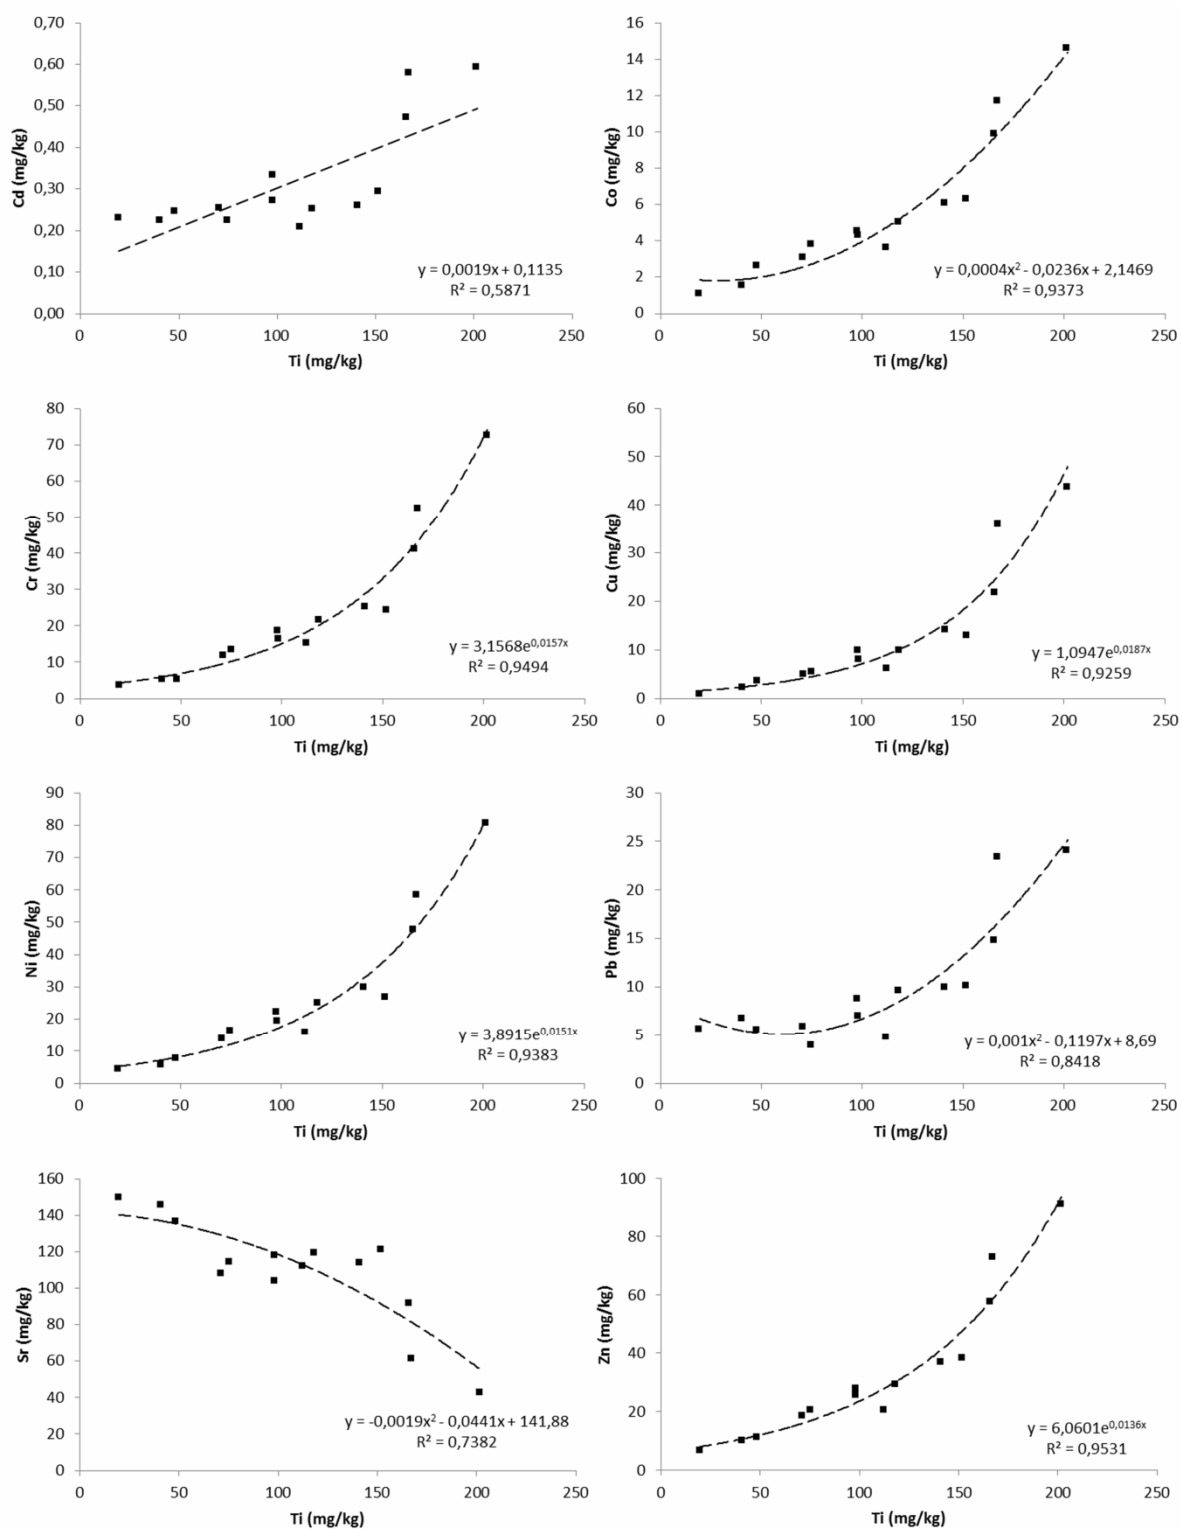 0,70
0,60
0,50
0,40
0,30
0,20
0,10
0,00
Cd (mg/kg)
y = 0,0019x + 0,1135
R² = 0,5871
0 50 100 150 200 250
Ti (mg/kg)
16
14
12
10
8
6
4
2
0
Co (mg/kg)
y = 0,0004x² - 0,0236x + 2,1469
R² = 0,9373
0 50 100 150 200 250
Ti (mg/kg)
80
70
60
50
40
30
20
10
0
Cr (mg/kg)
y = 3,1568e^0,0157x
R² = 0,9494
0 50 100 150 200 250
Ti (mg/kg)
60
50
40
30
20
10
0
Cu (mg/kg)
y = 1,0947e^0,0187x
R² = 0,9259
0 50 100 150 200 250
Ti (mg/kg)
90
80
70
60
50
40
30
20
10
0
Ni (mg/kg)
y = 3,8915e^0,0151x
R² = 0,9383
0 50 100 150 200 250
Ti (mg/kg)
30
25
20
15
10
5
0
Pb (mg/kg)
y = 0,001x² - 0,1197x + 8,69
R² = 0,8418
0 50 100 150 200 250
Ti (mg/kg)
160
140
120
100
80
60
40
20
0
Sr (mg/kg)
y = -0,0019x² - 0,0441x + 141,88
R² = 0,7382
0 50 100 150 200 250
Ti (mg/kg)
100
80
60
40
20
0
Zn (mg/kg)
y = 6,0601e^0,0136x
R² = 0,9531
0 50 100 150 200 250
Ti (mg/kg)